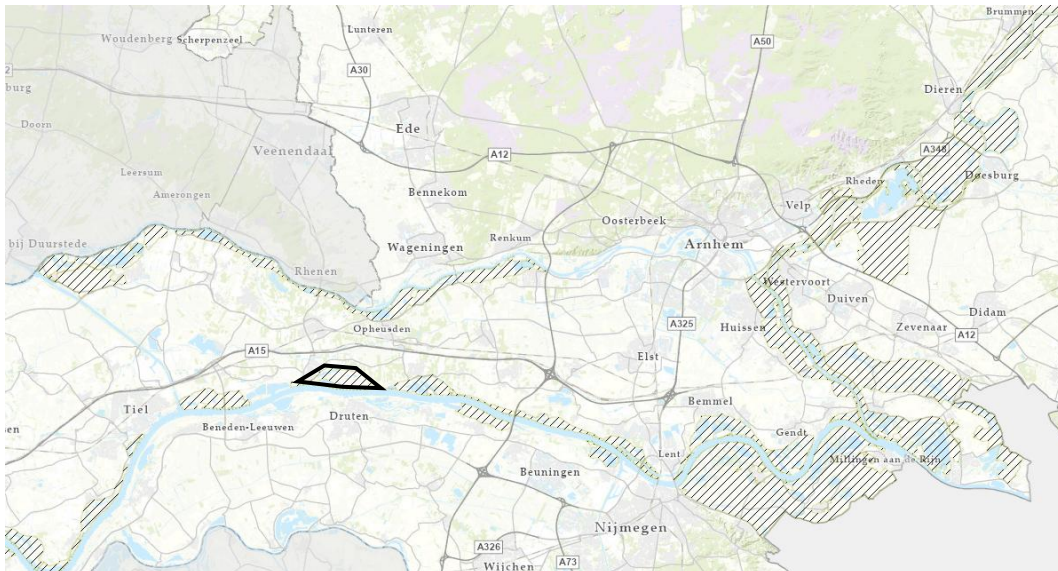 Brummen
Woudenberg
Scherpenzeel
Lunteren
A50
A30
2
burg
Dieren
Doorn
Ede
Veenendaal
A12
A348
Leersum
Rheden
Doesburg
Amerongen
Bennekom
Velp
Oosterbeek
bij Duurstede
Wageningen
Renkum
Arnhem
Rhenen
Westervoort
Duiven
Didam
Opheusden
A325
Huissen
Zevenaar
A12
A15
Elst
Tiel
Druten
Bemmel
Beneden-Leeuwen
Gendt
Lent
Millingen aan de Rijn
Beuningen
Nijmegen
A326
A73
Wijchen